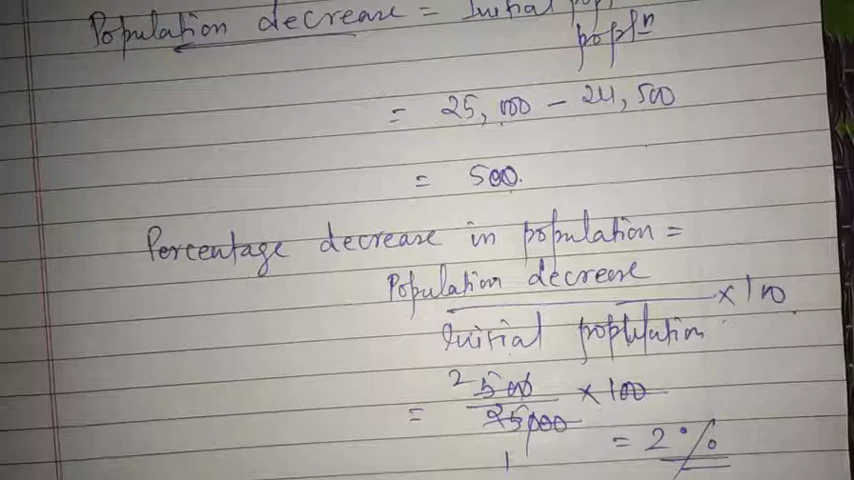 Population decrease = Initial pop
popln
= 25,000 - 24,500
= 500.
Percentage decrease in population =
Population decrease × 100
Initial population
2 500 × 100
= 25000
1 = 2%